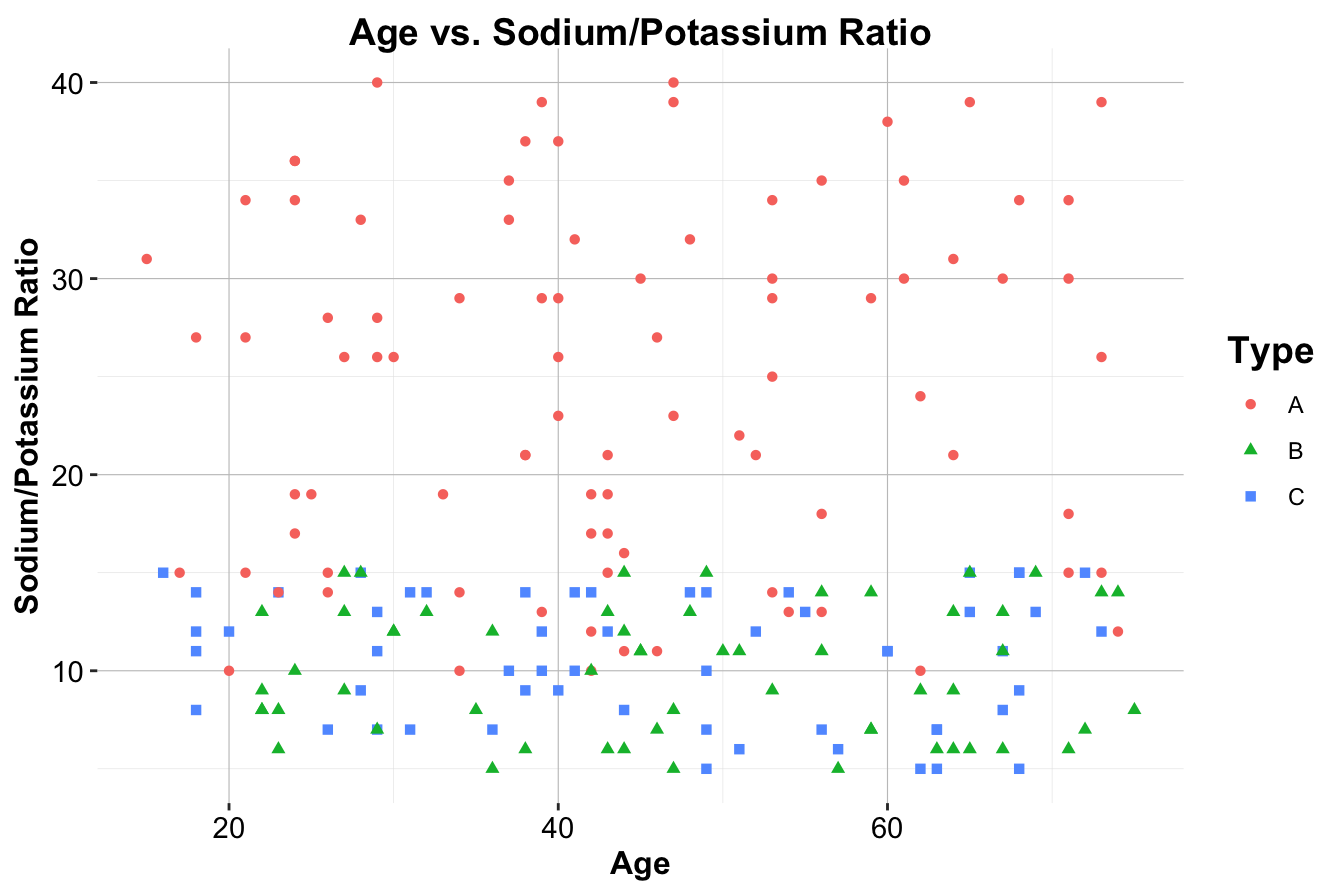 Age vs. Sodium/Potassium Ratio
Sodium/Potassium Ratio
40
30
20
10
20 40 60
Age
Type
A
B
C